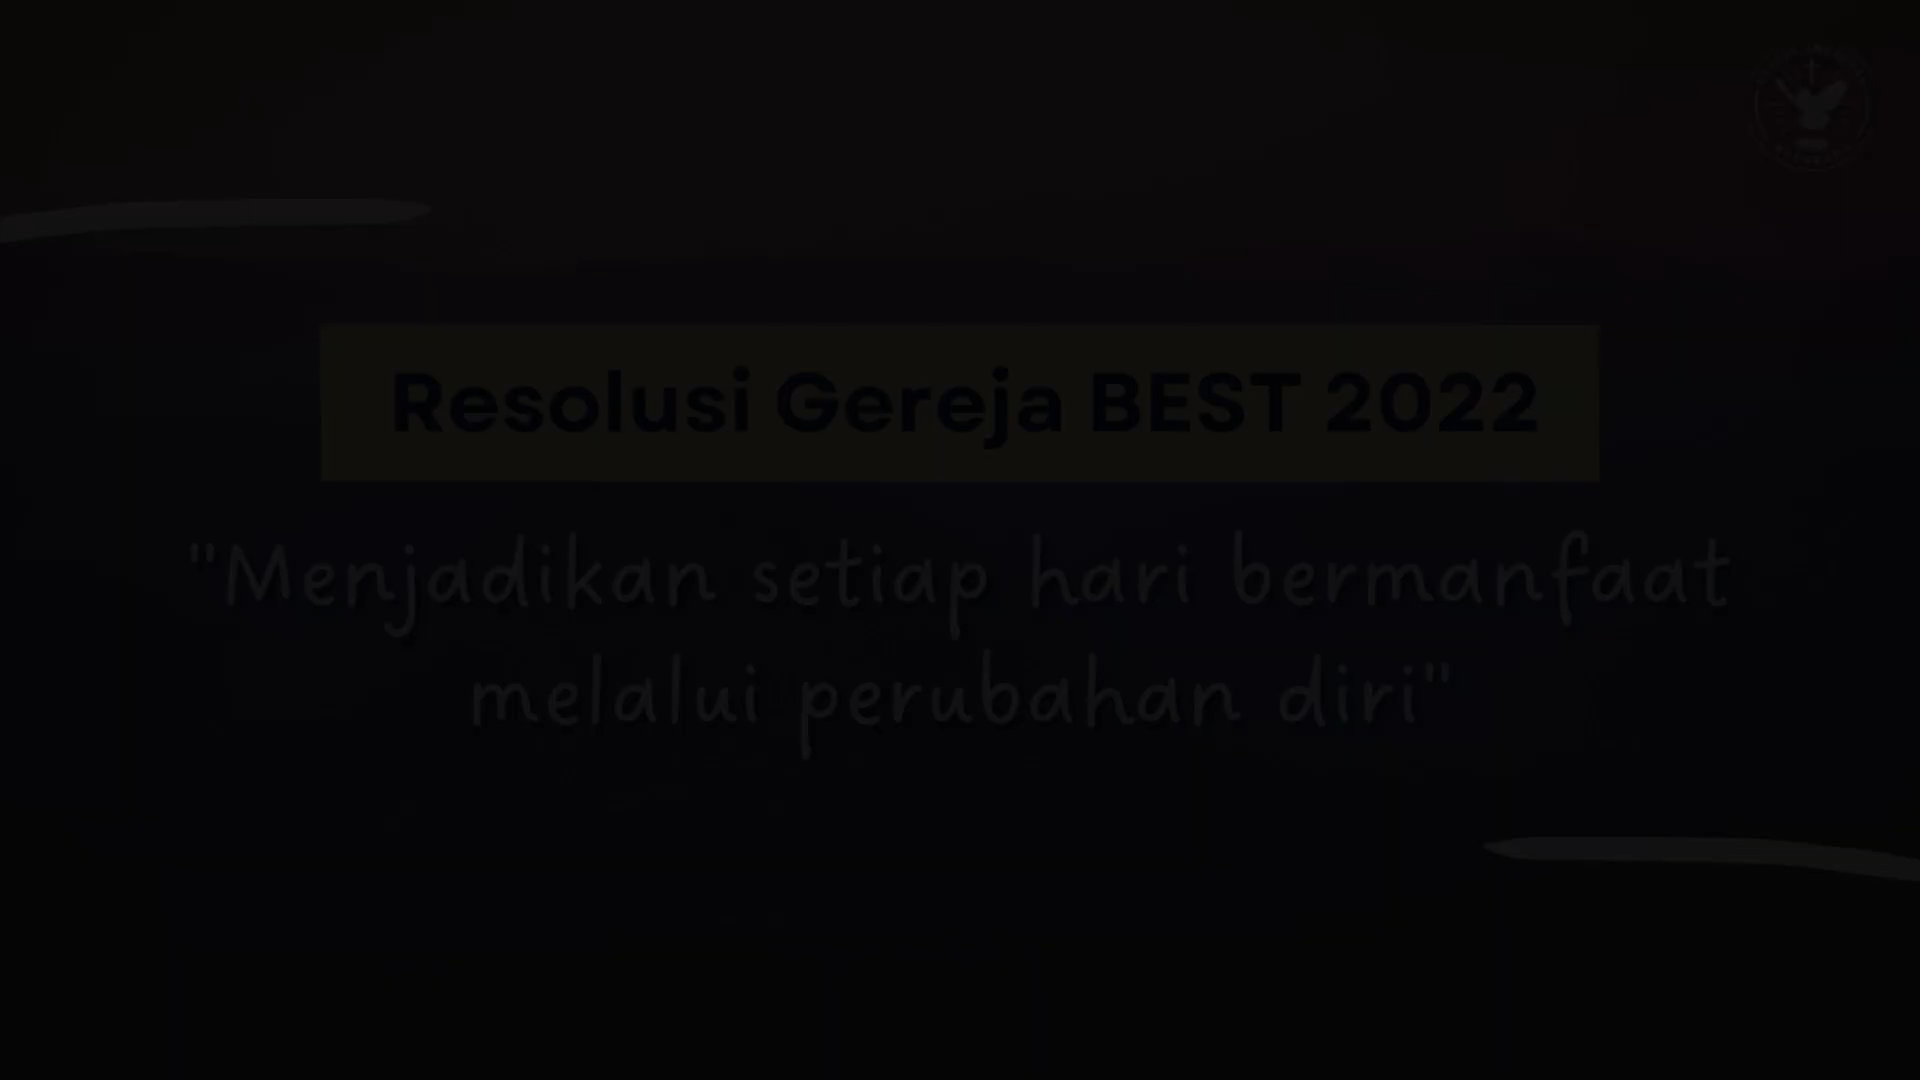 Resolusi Gereja BEST 2022
"Menjadikan setiap hari bermanfaat
melalui perubahan diri"